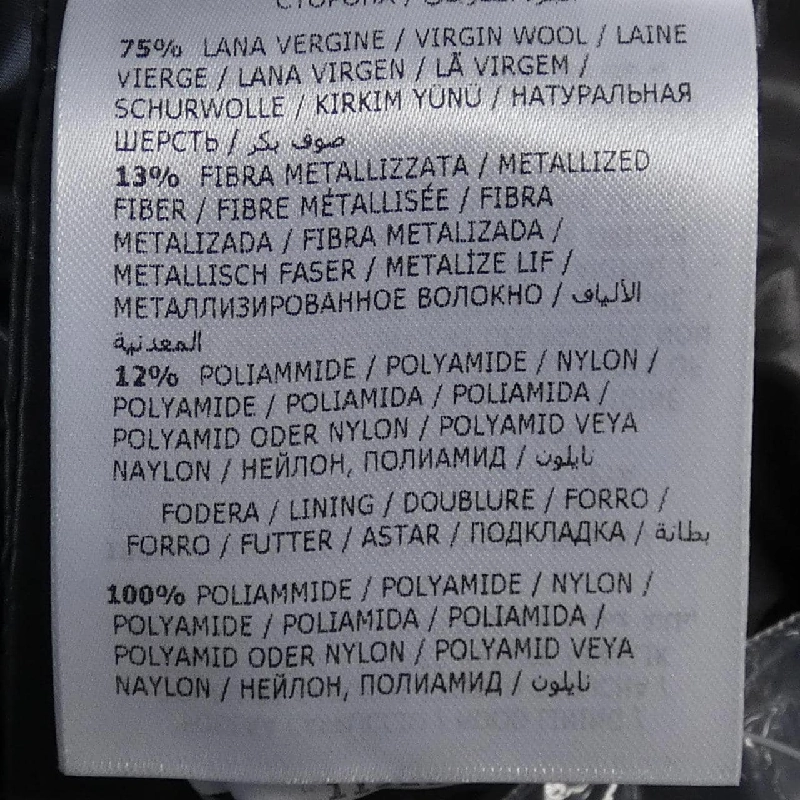 СТОРОНА /
75% LANA VERGINE / VIRGIN WOOL / LAINE
VIERGE / LANA VIRGEN / LÃ VIRGEM /
SCHURWOLLE / KIRKIM YÜNÜ / НАТУРАЛЬНАЯ
ШЕРСТЬ / صوف بكر
13% FIBRA METALLIZZATA / METALLIZED
FIBER / FIBRE MÉTALLISÉE / FIBRA
METALIZADA / FIBRA METALIZADA /
METALLISCH FASER / METALİZE LIF /
МЕТАЛЛИЗИРОВАННОЕ ВОЛОКНО / الألياف
المعدنية
12% POLIAMMIDE / POLYAMIDE / NYLON /
POLYAMIDE / POLIAMIDA / POLIAMIDA /
POLYAMID ODER NYLON / POLYAMID VEYA
NAYLON / НЕЙЛОН, ПОЛИАМИД / نايلون
FODERA / LINING / DOUBLURE / FORRO /
FORRO / FUTTER / ASTAR / ПОДКЛАДКА / بطانة
100% POLIAMMIDE / POLYAMIDE / NYLON /
POLYAMIDE / POLIAMIDA / POLIAMIDA /
POLYAMID ODER NYLON / POLYAMID VEYA
NAYLON / НЕЙЛОН, ПОЛИАМИД / نايلون